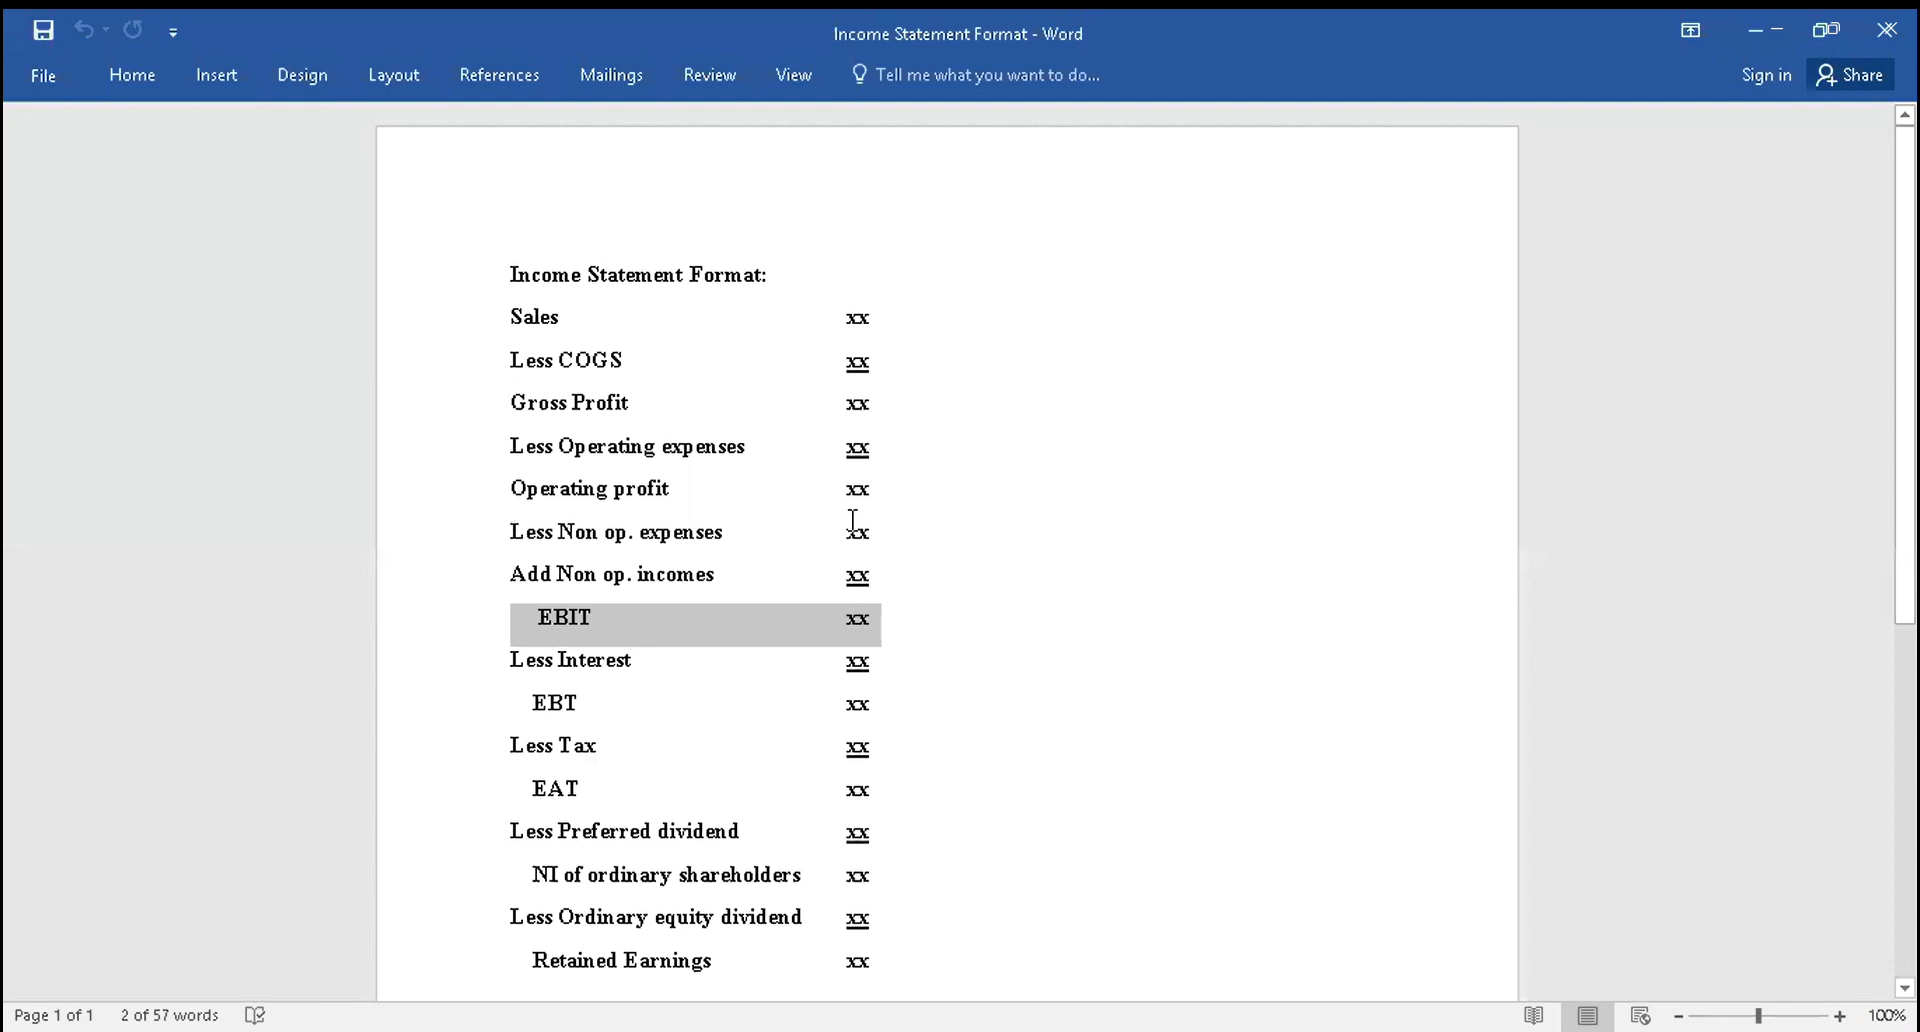 Income Statement Format - Word
File Home Insert Design Layout References Mailings Review View Tell me what you want to do... Sign in Share
Income Statement Format:
Sales xx
Less COGS xx
Gross Profit xx
Less Operating expenses xx
Operating profit xx
Less Non op. expenses xx
Add Non op. incomes xx
EBIT xx
Less Interest xx
EBT xx
Less Tax xx
EAT xx
Less Preferred dividend xx
NI of ordinary shareholders xx
Less Ordinary equity dividend xx
Retained Earnings xx
Page 1 of 1 2 of 57 words 100%